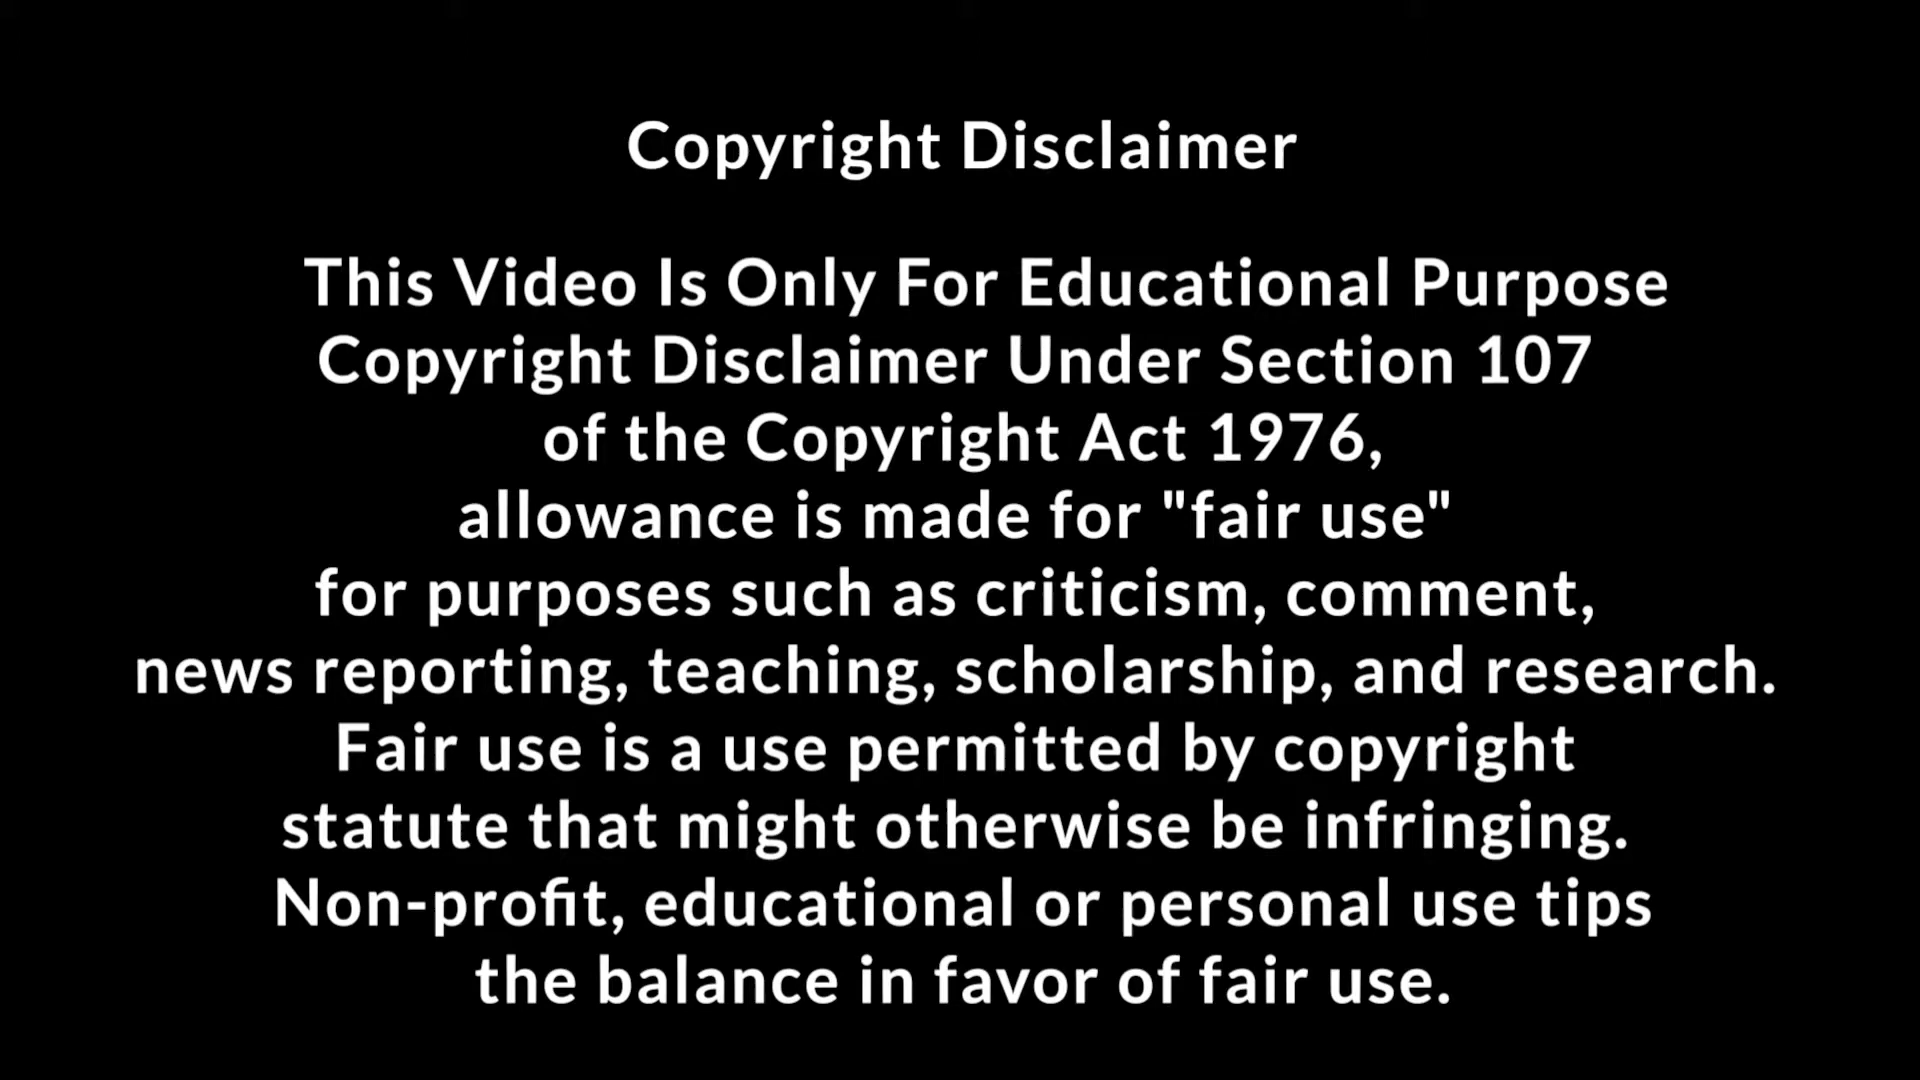 Copyright Disclaimer
This Video Is Only For Educational Purpose
Copyright Disclaimer Under Section 107
of the Copyright Act 1976,
allowance is made for "fair use"
for purposes such as criticism, comment,
news reporting, teaching, scholarship, and research.
Fair use is a use permitted by copyright
statute that might otherwise be infringing.
Non-profit, educational or personal use tips
the balance in favor of fair use.